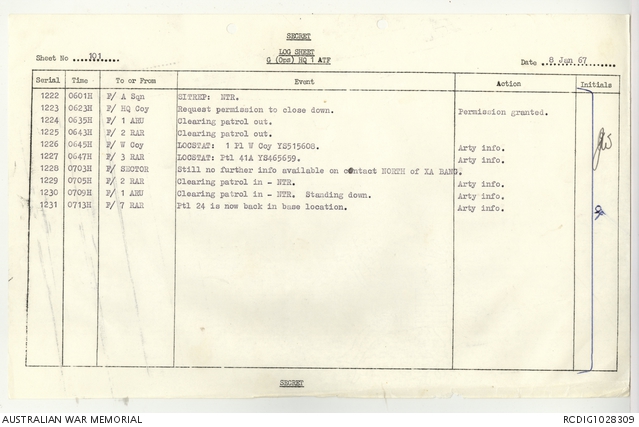 SECRET
Sheet No 101
LOG SHEET
G (Ops) HQ 1 ATF
Date 8 Jan 67
Serial Time To or From Event Action Initials
1222 0601H F/ A Sqn SITREP: NTR.
1223 0623H F/ HQ Coy Request permission to close down. Permission granted.
1224 0635H F/ 1 ARU Clearing patrol out.
1225 0643H F/ 2 RAR Clearing patrol out.
1226 0645H F/ W Coy LOCSTAT: 1 Pl W Coy YS515608. Arty info.
1227 0647H F/ 3 RAR LOCSTAT: Ptl 41A YS465659. Arty info.
1228 0703H F/ SECTOR Still no further info available on contact NORTH of XA BANG.
1229 0705H F/ 2 RAR Clearing patrol in - NTR. Arty info.
1230 0709H F/ 1 ARU Clearing patrol in - NTR. Standing down. Arty info.
1231 0713H F/ 7 RAR Ptl 24 is now back in base location. Arty info.
SECRET
AUSTRALIAN WAR MEMORIAL RCDIG1028309